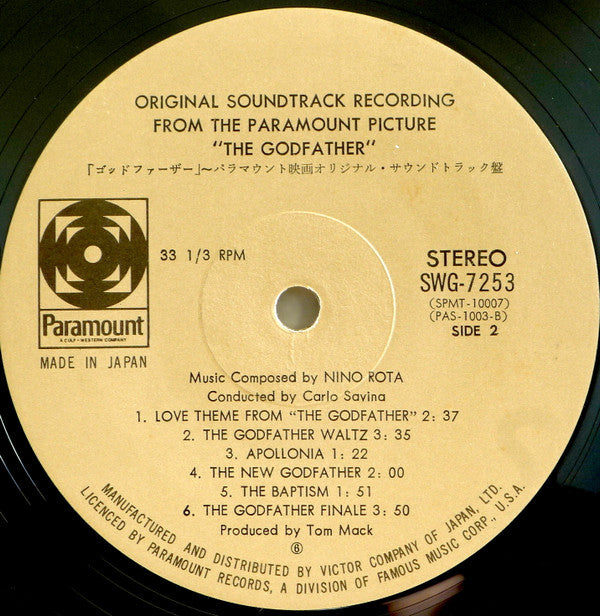 ORIGINAL SOUNDTRACK RECORDING
FROM THE PARAMOUNT PICTURE
"THE GODFATHER"
『ゴッドファーザー』〜パラマウント映画オリジナル・サウンドトラック盤
33 1/3 RPM
Paramount
A GULF+WESTERN COMPANY
MADE IN JAPAN
STEREO
SWG-7253
(SPMT-10007)
(PAS-1003-B)
SIDE 2
Music Composed by NINO ROTA
Conducted by Carlo Savina
1. LOVE THEME FROM "THE GODFATHER" 2: 37
2. THE GODFATHER WALTZ 3: 35
3. APOLLONIA 1: 22
4. THE NEW GODFATHER 2: 00
5. THE BAPTISM 1: 51
6. THE GODFATHER FINALE 3: 50
Produced by Tom Mack
⑥
MANUFACTURED AND DISTRIBUTED BY VICTOR COMPANY OF JAPAN, LTD.
LICENCED BY PARAMOUNT RECORDS, A DIVISION OF FAMOUS MUSIC CORP., U.S.A.